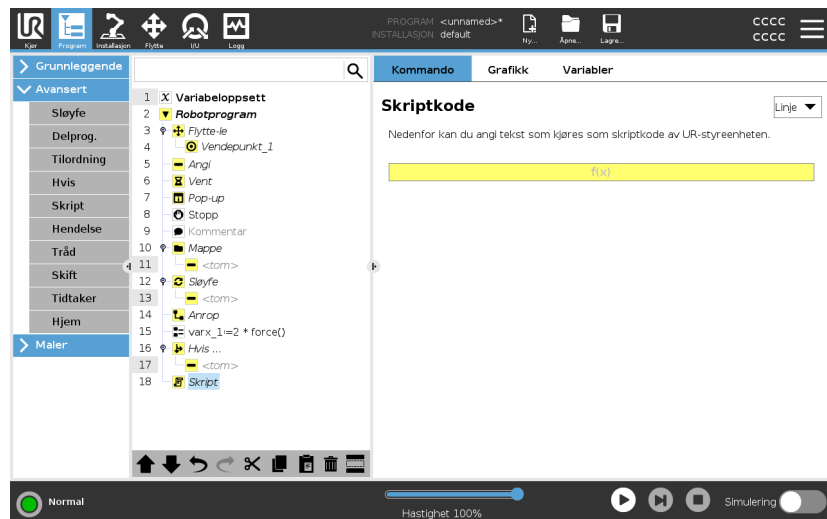 UR
PROGRAM <unnamed>*
INSTALLASJON default
CCCC
CCCC
Kjør Program Installasjon Flytte I/U Logg
Ny... Åpne... Lagre...
Grunnleggende
Avansert
Sløyfe
Delprog.
Tilordning
Hvis
Skript
Hendelse
Tråd
Skift
Tidtaker
Hjem
Maler
1 X Variabeloppsett
2 Robotprogram
3 Flytte-le
4 Vendepunkt_1
5 Angi
6 Vent
7 Pop-up
8 Stopp
9 Kommentar
10 Mappe
11 <tom>
12 Sløyfe
13 <tom>
14 Anrop
15 varx_1≔2 * force()
16 Hvis ...
17 <tom>
18 Skript
Kommando Grafikk Variabler
Skriptkode
Linje
Nedenfor kan du angi tekst som kjøres som skriptkode av UR-styreenheten.
f(x)
Normal
Hastighet 100%
Simulering